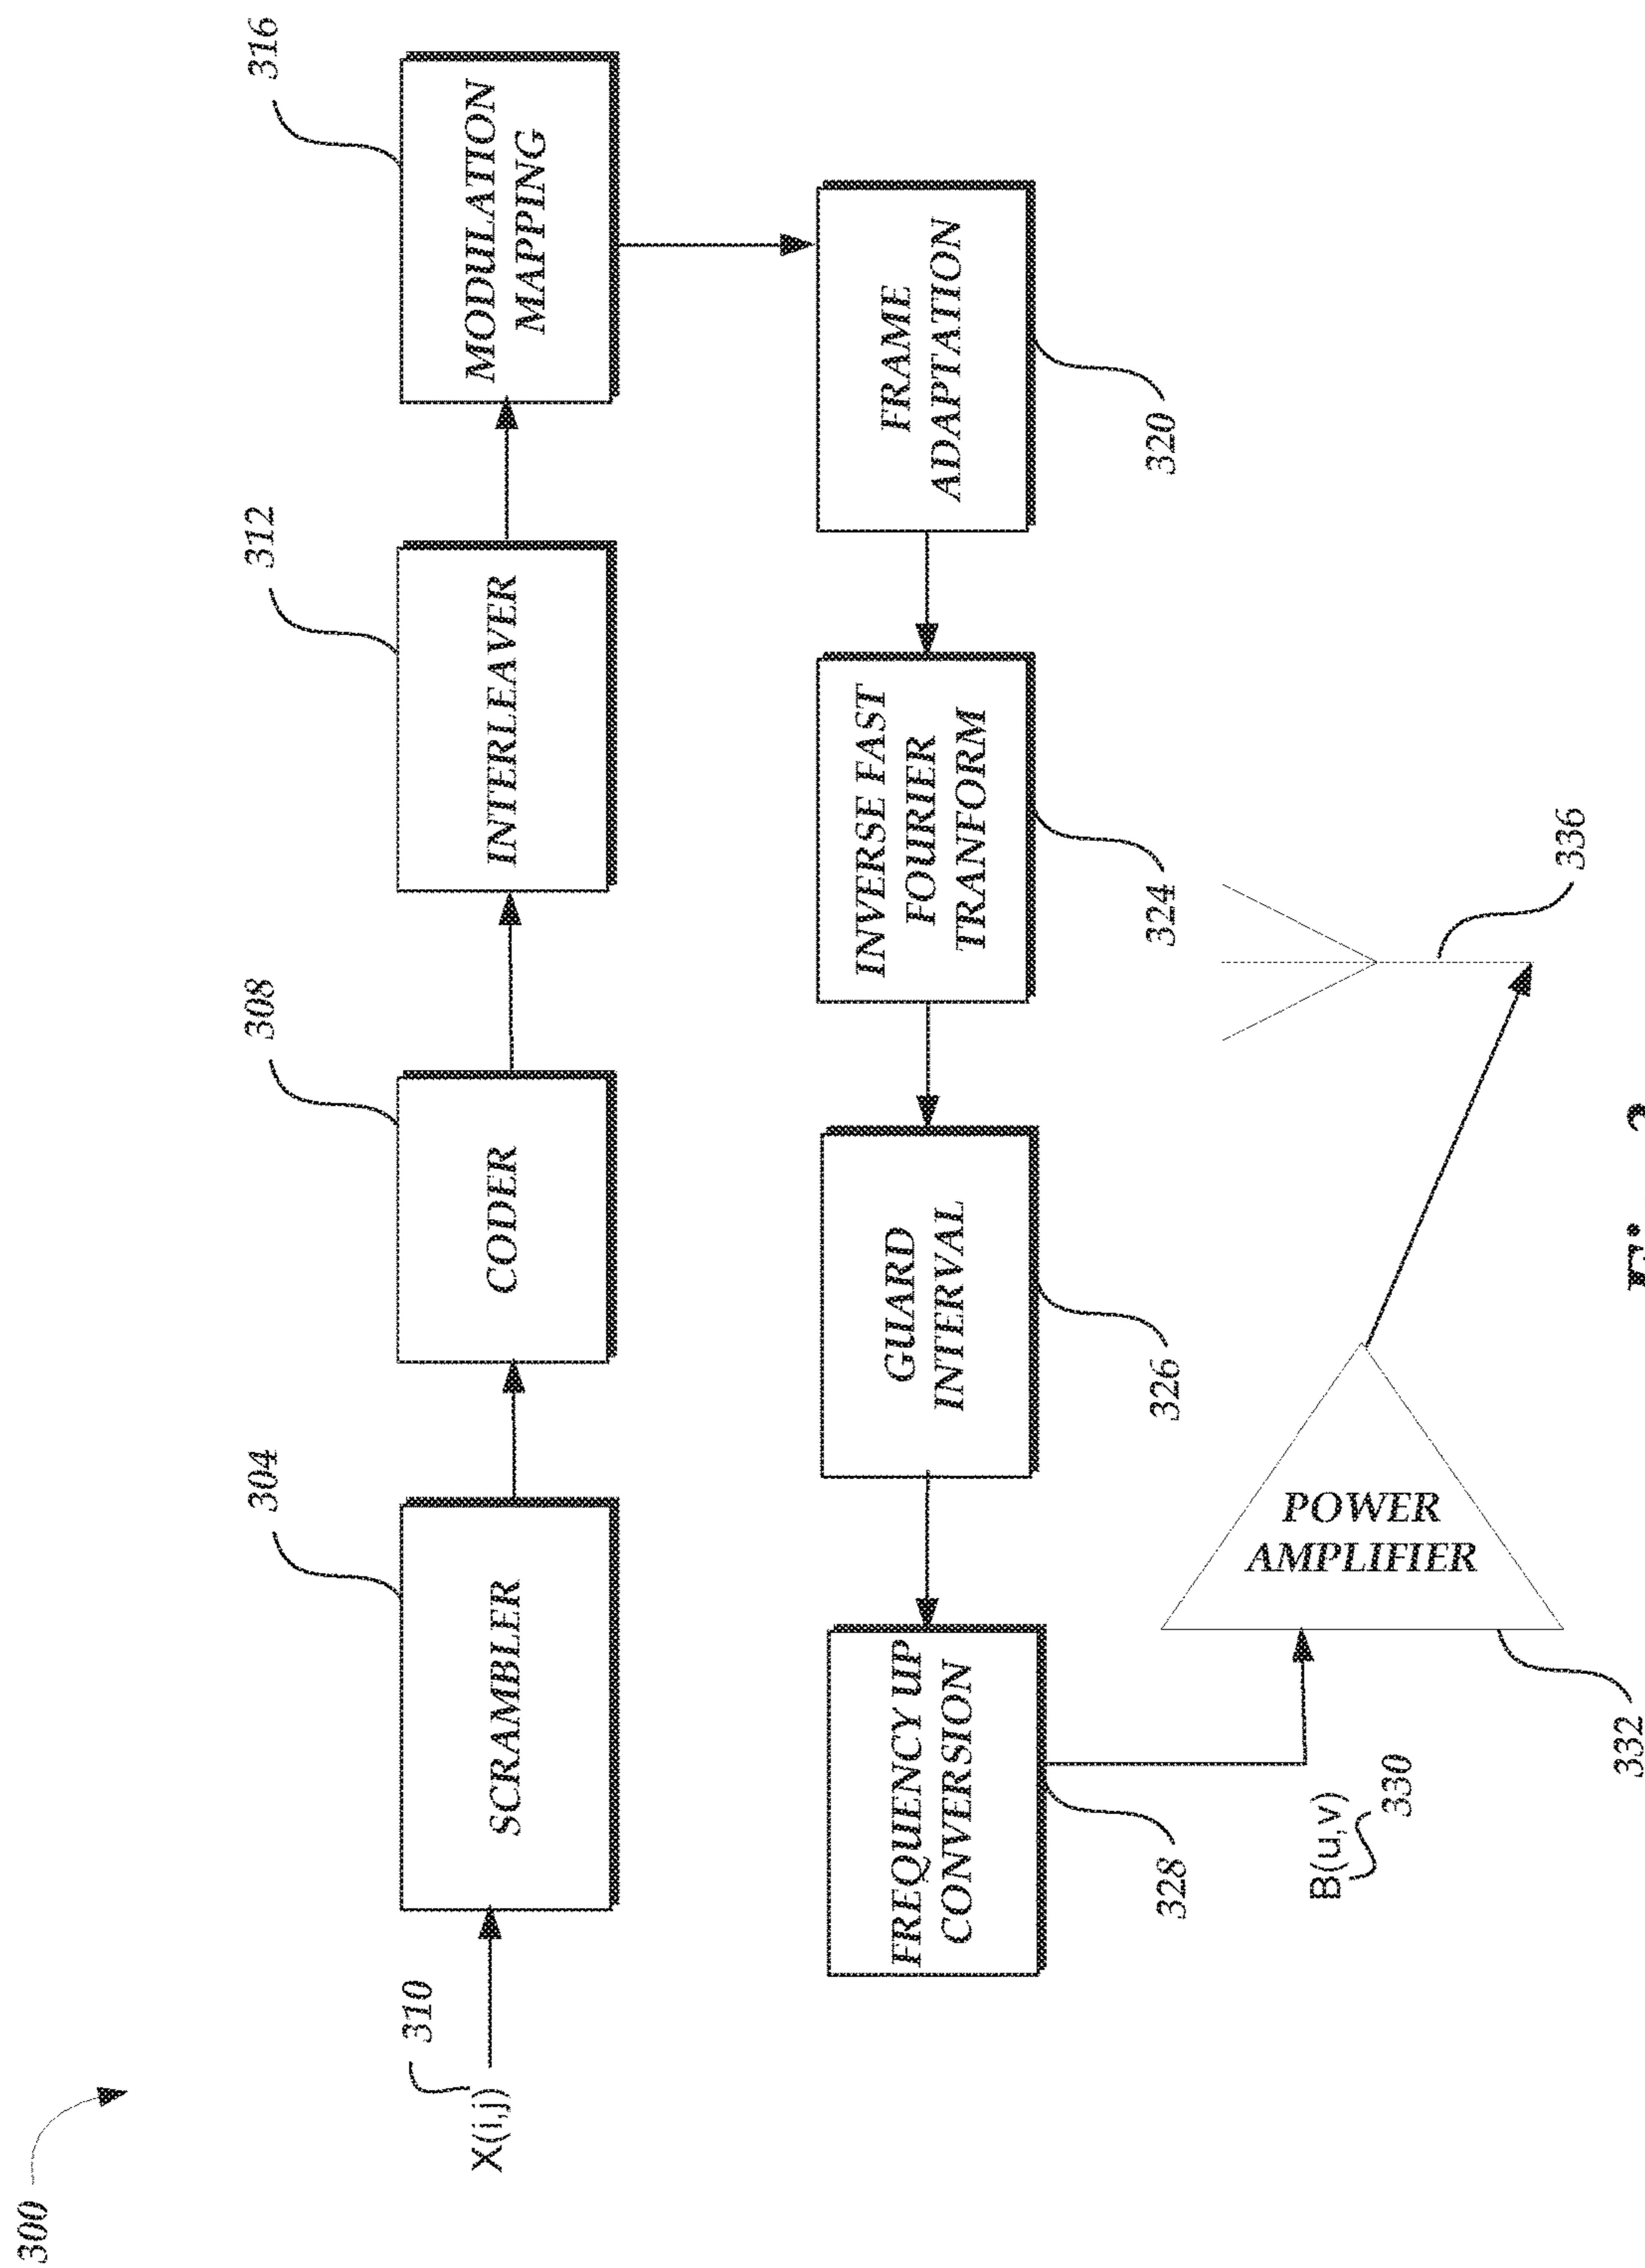 300
X(i,j)
310
304
SCRAMBLER
308
CODER
312
INTERLEAVER
316
MODULATION
MAPPING
FREQUENCY UP
CONVERSION
328
GUARD
INTERVAL
326
INVERSE FAST
FOURIER
TRANFORM
324
FRAME
ADAPTATION
320
B(u,v)
330
POWER
AMPLIFIER
332
336